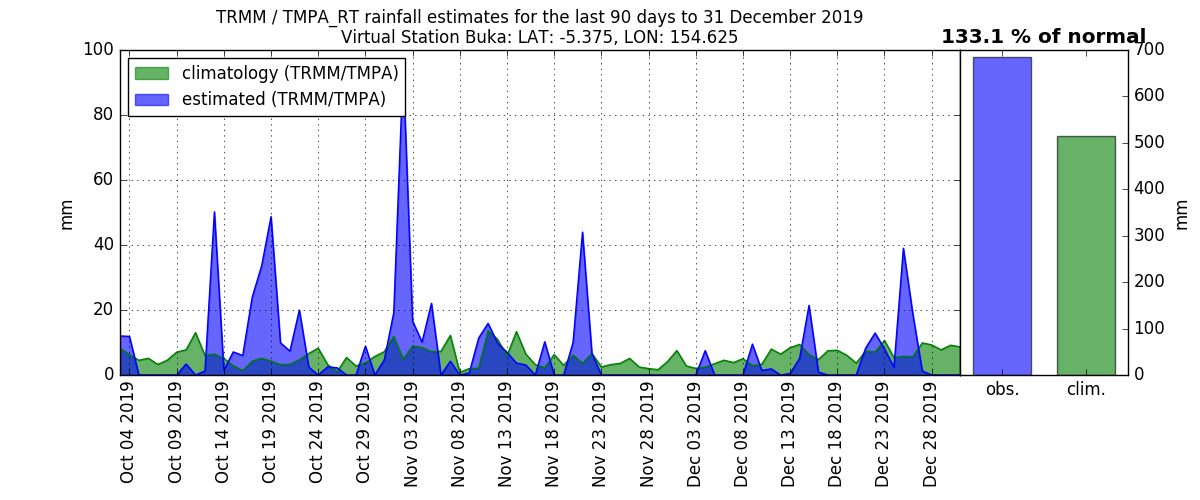 TRMM / TMPA_RT rainfall estimates for the last 90 days to 31 December 2019
Virtual Station Buka: LAT: -5.375, LON: 154.625
133.1 % of normal
climatology (TRMM/TMPA)
estimated (TRMM/TMPA)
100
80
60
40
20
0
mm
700
600
500
400
300
200
100
0
mm
Oct 04 2019
Oct 09 2019
Oct 14 2019
Oct 19 2019
Oct 24 2019
Oct 29 2019
Nov 03 2019
Nov 08 2019
Nov 13 2019
Nov 18 2019
Nov 23 2019
Nov 28 2019
Dec 03 2019
Dec 08 2019
Dec 13 2019
Dec 18 2019
Dec 23 2019
Dec 28 2019
obs.
clim.